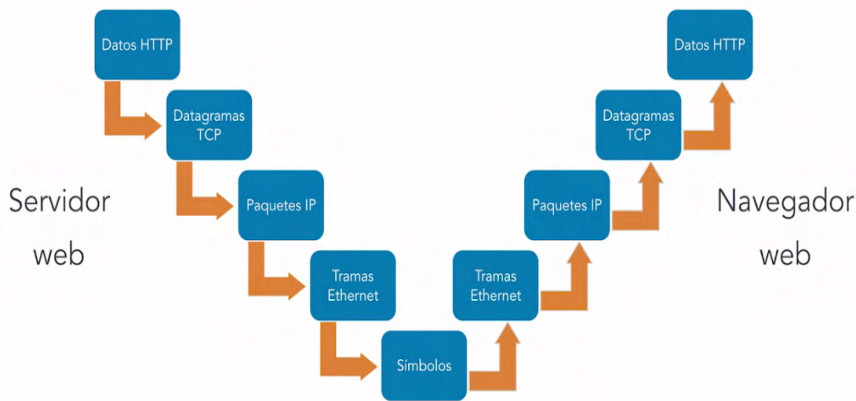 Datos HTTP
Datos HTTP
Datagramas
TCP
Datagramas
TCP
Servidor
web
Paquetes IP
Paquetes IP
Navegador
web
Tramas
Ethernet
Tramas
Ethernet
Símbolos